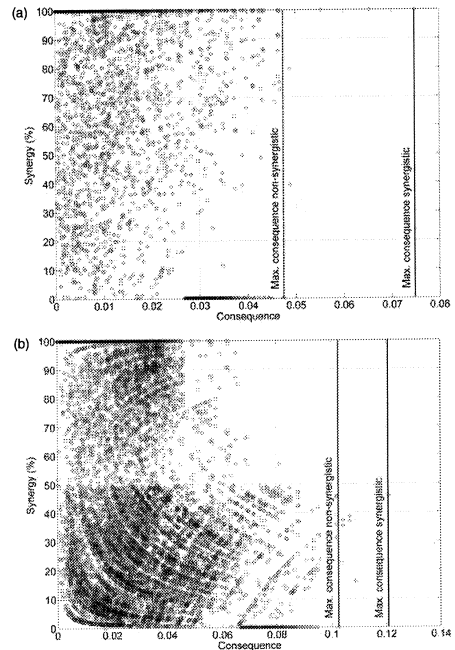 (a)
100
90
80
70
60
50
40
30
20
10
0
Synergy (%)
Max. consequence non-synergistic
Max. consequence synergistic
0 0.01 0.02 0.03 0.04 0.05 0.06 0.07 0.08
Consequence
(b)
100
90
80
70
60
50
40
30
20
10
0
Synergy (%)
Max. consequence non-synergistic
Max. consequence synergistic
0 0.02 0.04 0.06 0.08 0.1 0.12 0.14
Consequence